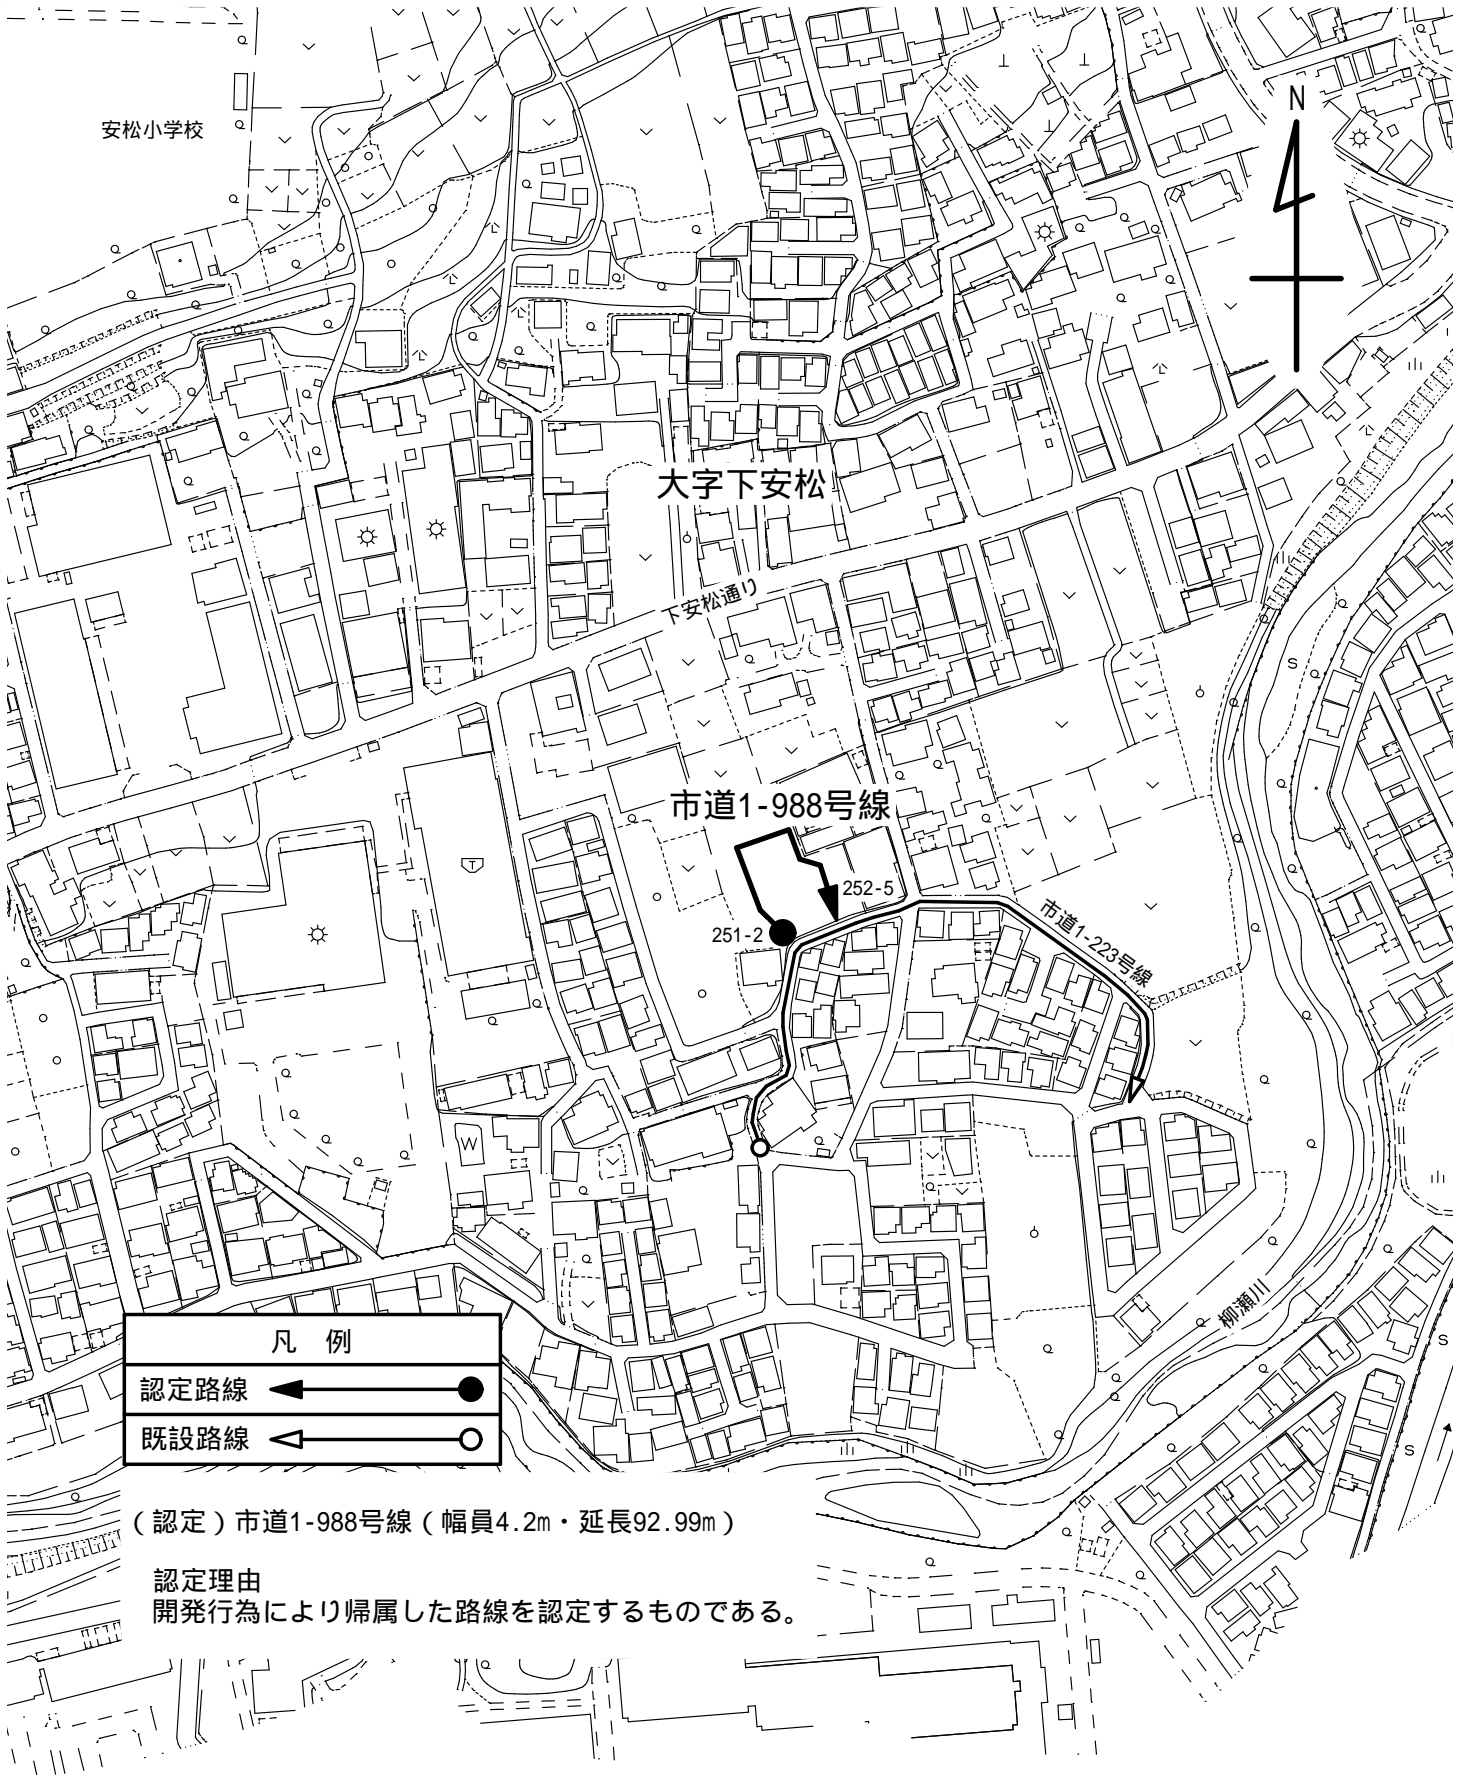 安松小学校
N
大字下安松
下安松通り
市道1-988号線
252-5
251-2
市道1-223号線
T
W
柳瀬川
S
S
S
凡 例
認定路線
既設路線
（認定）市道1-988号線（幅員4.2m・延長92.99m）
認定理由
開発行為により帰属した路線を認定するものである。